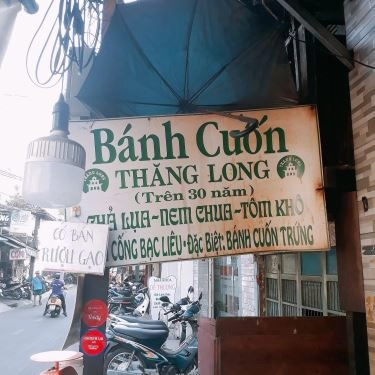 Bánh Cuốn
THĂNG LONG
(Trên 30 năm)
CHẢ LỤA-NEM CHUA-TÔM KHÔ
CỐNG BẠC LIÊU•Đặc Biệt: BÁNH CUỐN TRỨNG
CÓ BÁN
RƯỢU GẠO